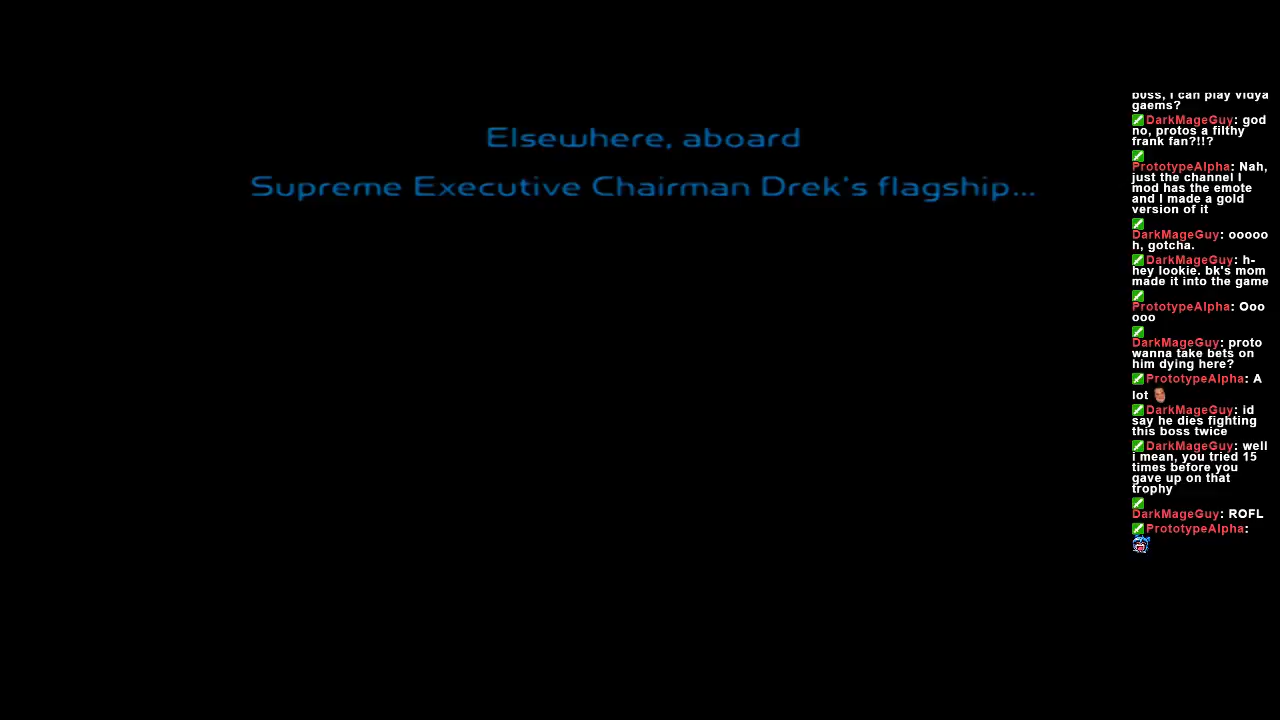 Elsewhere, aboard
Supreme Executive Chairman Drek's flagship...
boss, i can play vidya
gaems?
DarkMageGuy: god
no, protos a filthy
frank fan?!!?
PrototypeAlpha: Nah,
just the channel I
mod has the emote
and I made a gold
version of it
DarkMageGuy: ooooo
h, gotcha.
DarkMageGuy: h-
hey lookie. bk's mom
made it into the game
PrototypeAlpha: Ooo
ooo
DarkMageGuy: proto
wanna take bets on
him dying here?
PrototypeAlpha: A
lot
DarkMageGuy: id
say he dies fighting
this boss twice
DarkMageGuy: well
i mean, you tried 15
times before you
gave up on that
trophy
DarkMageGuy: ROFL
PrototypeAlpha: